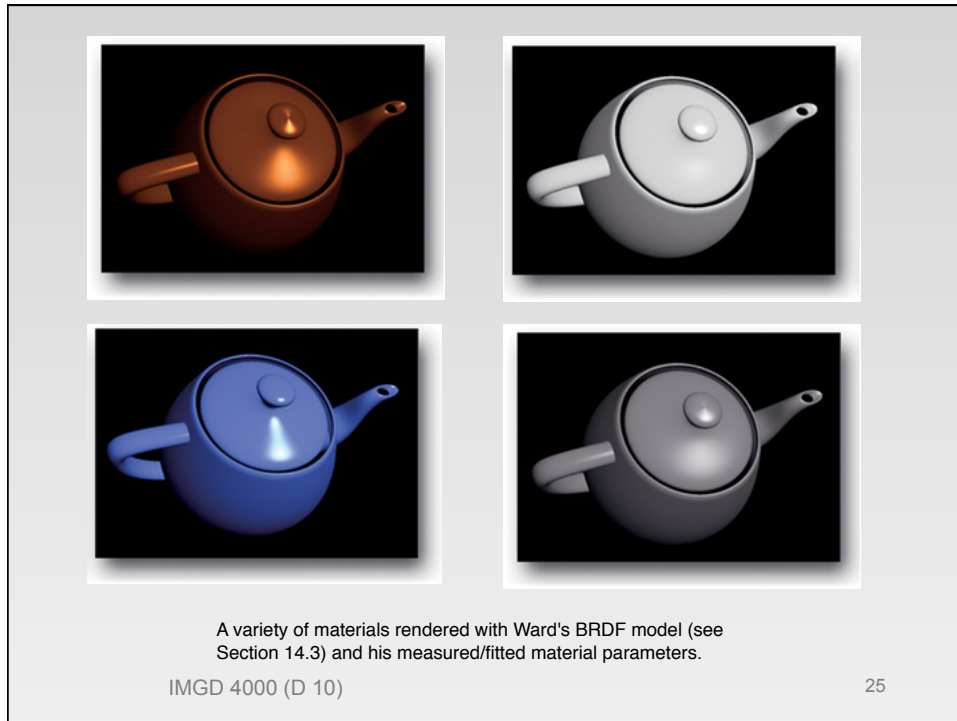 A variety of materials rendered with Ward's BRDF model (see
Section 14.3) and his measured/fitted material parameters.
IMGD 4000 (D 10)
25